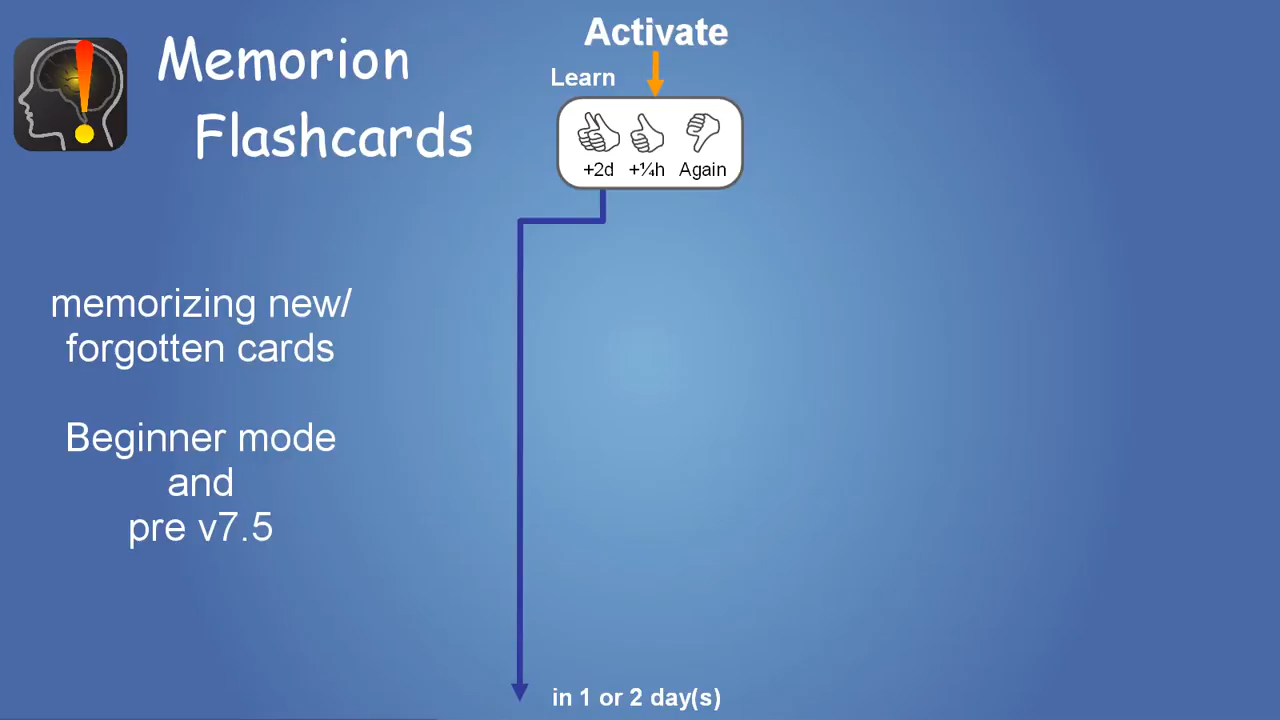 Memorion
Flashcards
Activate
Learn
+2d +¼h Again
memorizing new/
forgotten cards
Beginner mode
and
pre v7.5
in 1 or 2 day(s)